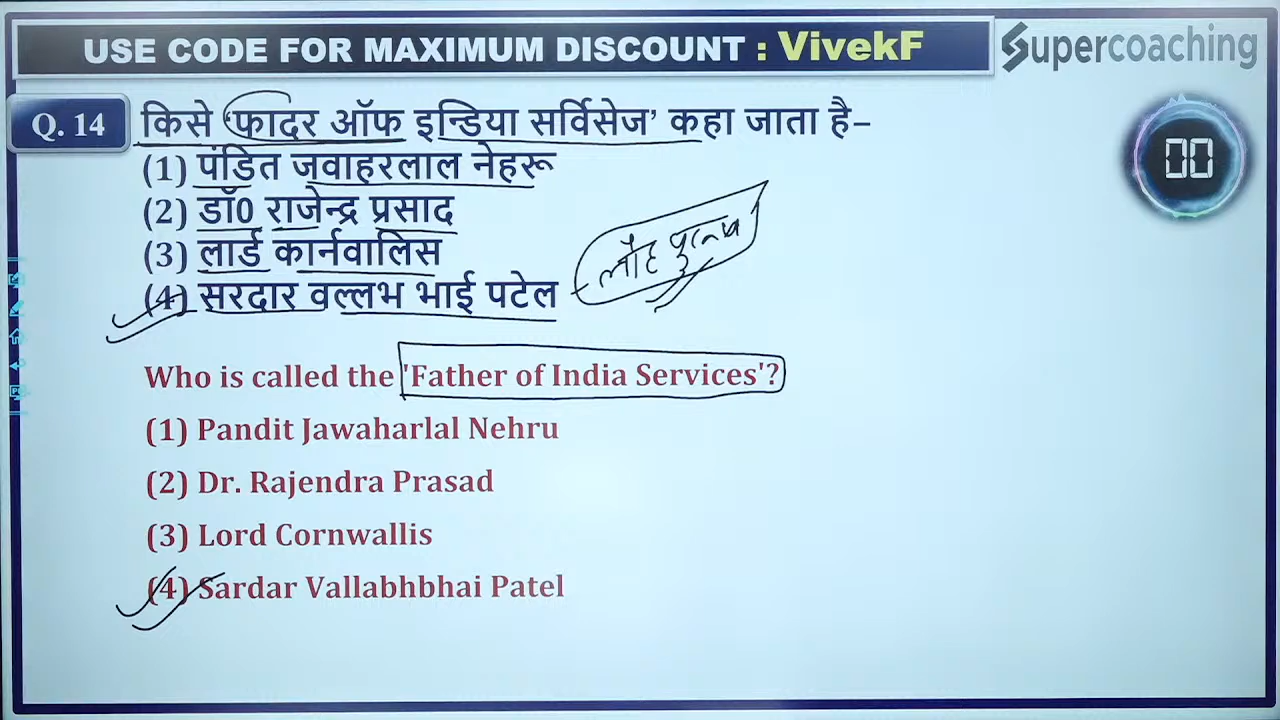 USE CODE FOR MAXIMUM DISCOUNT : VivekF
Supercoaching
Q. 14
किसे ‘फादर ऑफ इन्डिया सर्विसेज’ कहा जाता है–
(1) पंडित जवाहरलाल नेहरू
(2) डॉ0 राजेन्द्र प्रसाद
(3) लार्ड कार्नवालिस
(4) सरदार वल्लभ भाई पटेल
लौह पुरुष
00
Who is called the 'Father of India Services'?
(1) Pandit Jawaharlal Nehru
(2) Dr. Rajendra Prasad
(3) Lord Cornwallis
(4) Sardar Vallabhbhai Patel